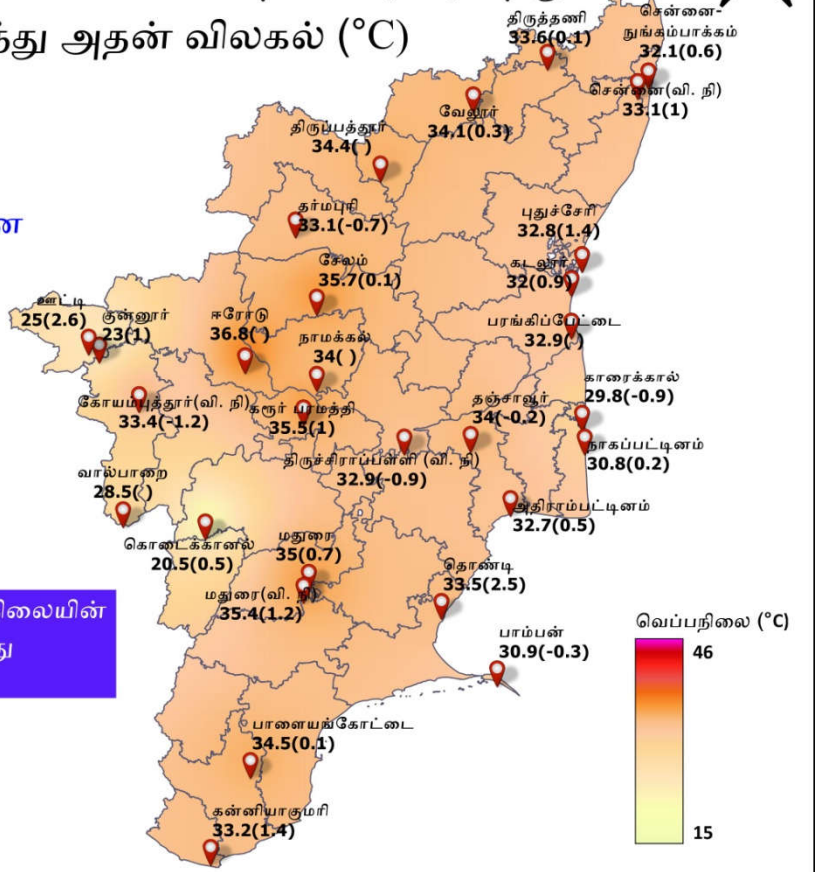 து அதன் விலகல் (°C)
திருத்தணி
33.6(0.1)
சென்னை-
நுங்கம்பாக்கம்
32.1(0.6)
சென்னை(வி. நி)
33.1(1)
வேலூர்
34.1(0.3)
திருப்பத்தூர்
34.4( )
தர்மபுரி
33.1(-0.7)
புதுச்சேரி
32.8(1.4)
சேலம்
35.7(0.1)
கடலூர்
32(0.9)
ஊட்டி
25(2.6)
குன்னூர்
23(1)
ஈரோடு
36.8( )
நாமக்கல்
34( )
பரங்கிப்பேட்டை
32.9( )
காரைக்கால்
29.8(-0.9)
கோயம்புத்தூர்(வி. நி)
33.4(-1.2)
கரூர் பரமத்தி
35.5(1)
தஞ்சாவூர்
34(-0.2)
நாகப்பட்டினம்
30.8(0.2)
திருச்சிராப்பள்ளி (வி. நி)
32.9(-0.9)
வால்பாறை
28.5( )
அதிராம்பட்டினம்
32.7(0.5)
கொடைக்கானல்
20.5(0.5)
மதுரை
35(0.7)
மதுரை(வி. நி)
35.4(1.2)
தொண்டி
33.5(2.5)
பாம்பன்
30.9(-0.3)
பாளையங்கோட்டை
34.5(0.1)
கன்னியாகுமரி
33.2(1.4)
வெப்பநிலை (°C)
46
15